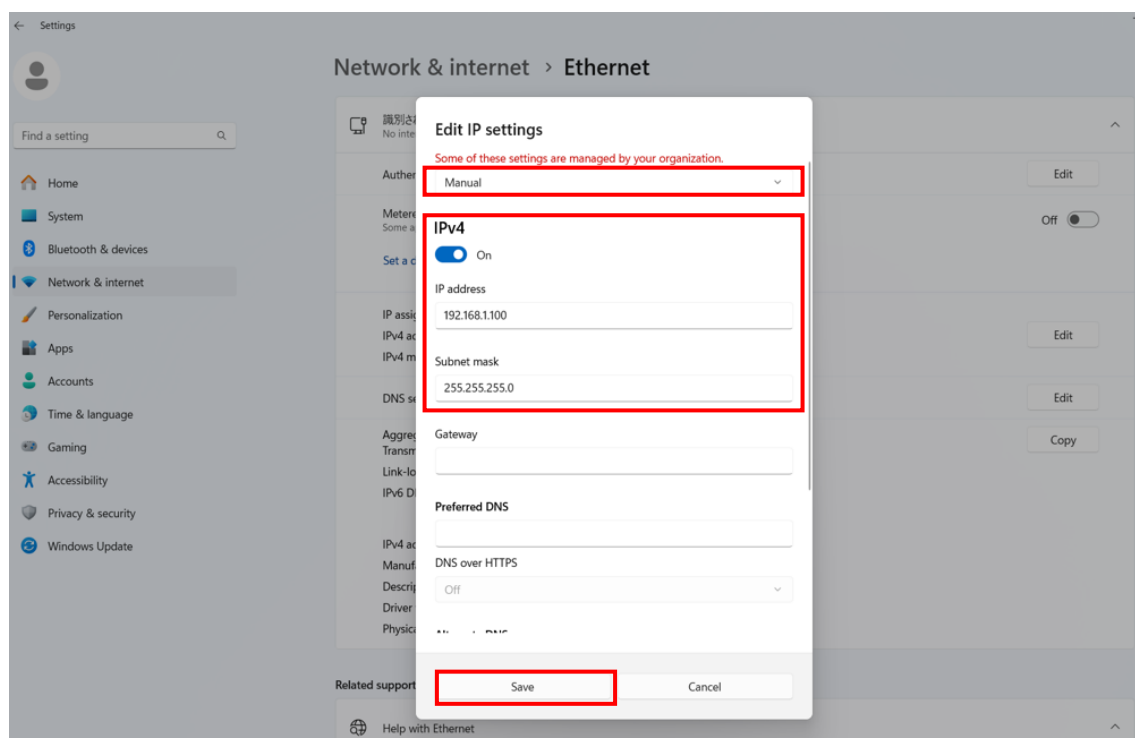 Settings
Network & internet > Ethernet
Find a setting
Home
System
Bluetooth & devices
Network & internet
Personalization
Apps
Accounts
Time & language
Gaming
Accessibility
Privacy & security
Windows Update
識別さ
No inte
Auther
Edit
Metere
Some a
Off
Set a c
IP assig
IPv4 ac
Edit
IPv4 m
DNS se
Edit
Aggreg
Transm
Copy
Link-lo
IPv6 D
IPv4 ac
Manuf
Descrip
Driver
Physica
Related support
Help with Ethernet
Edit IP settings
Some of these settings are managed by your organization.
Manual
IPv4
On
IP address
192.168.1.100
Subnet mask
255.255.255.0
Gateway
Preferred DNS
DNS over HTTPS
Off
Save
Cancel